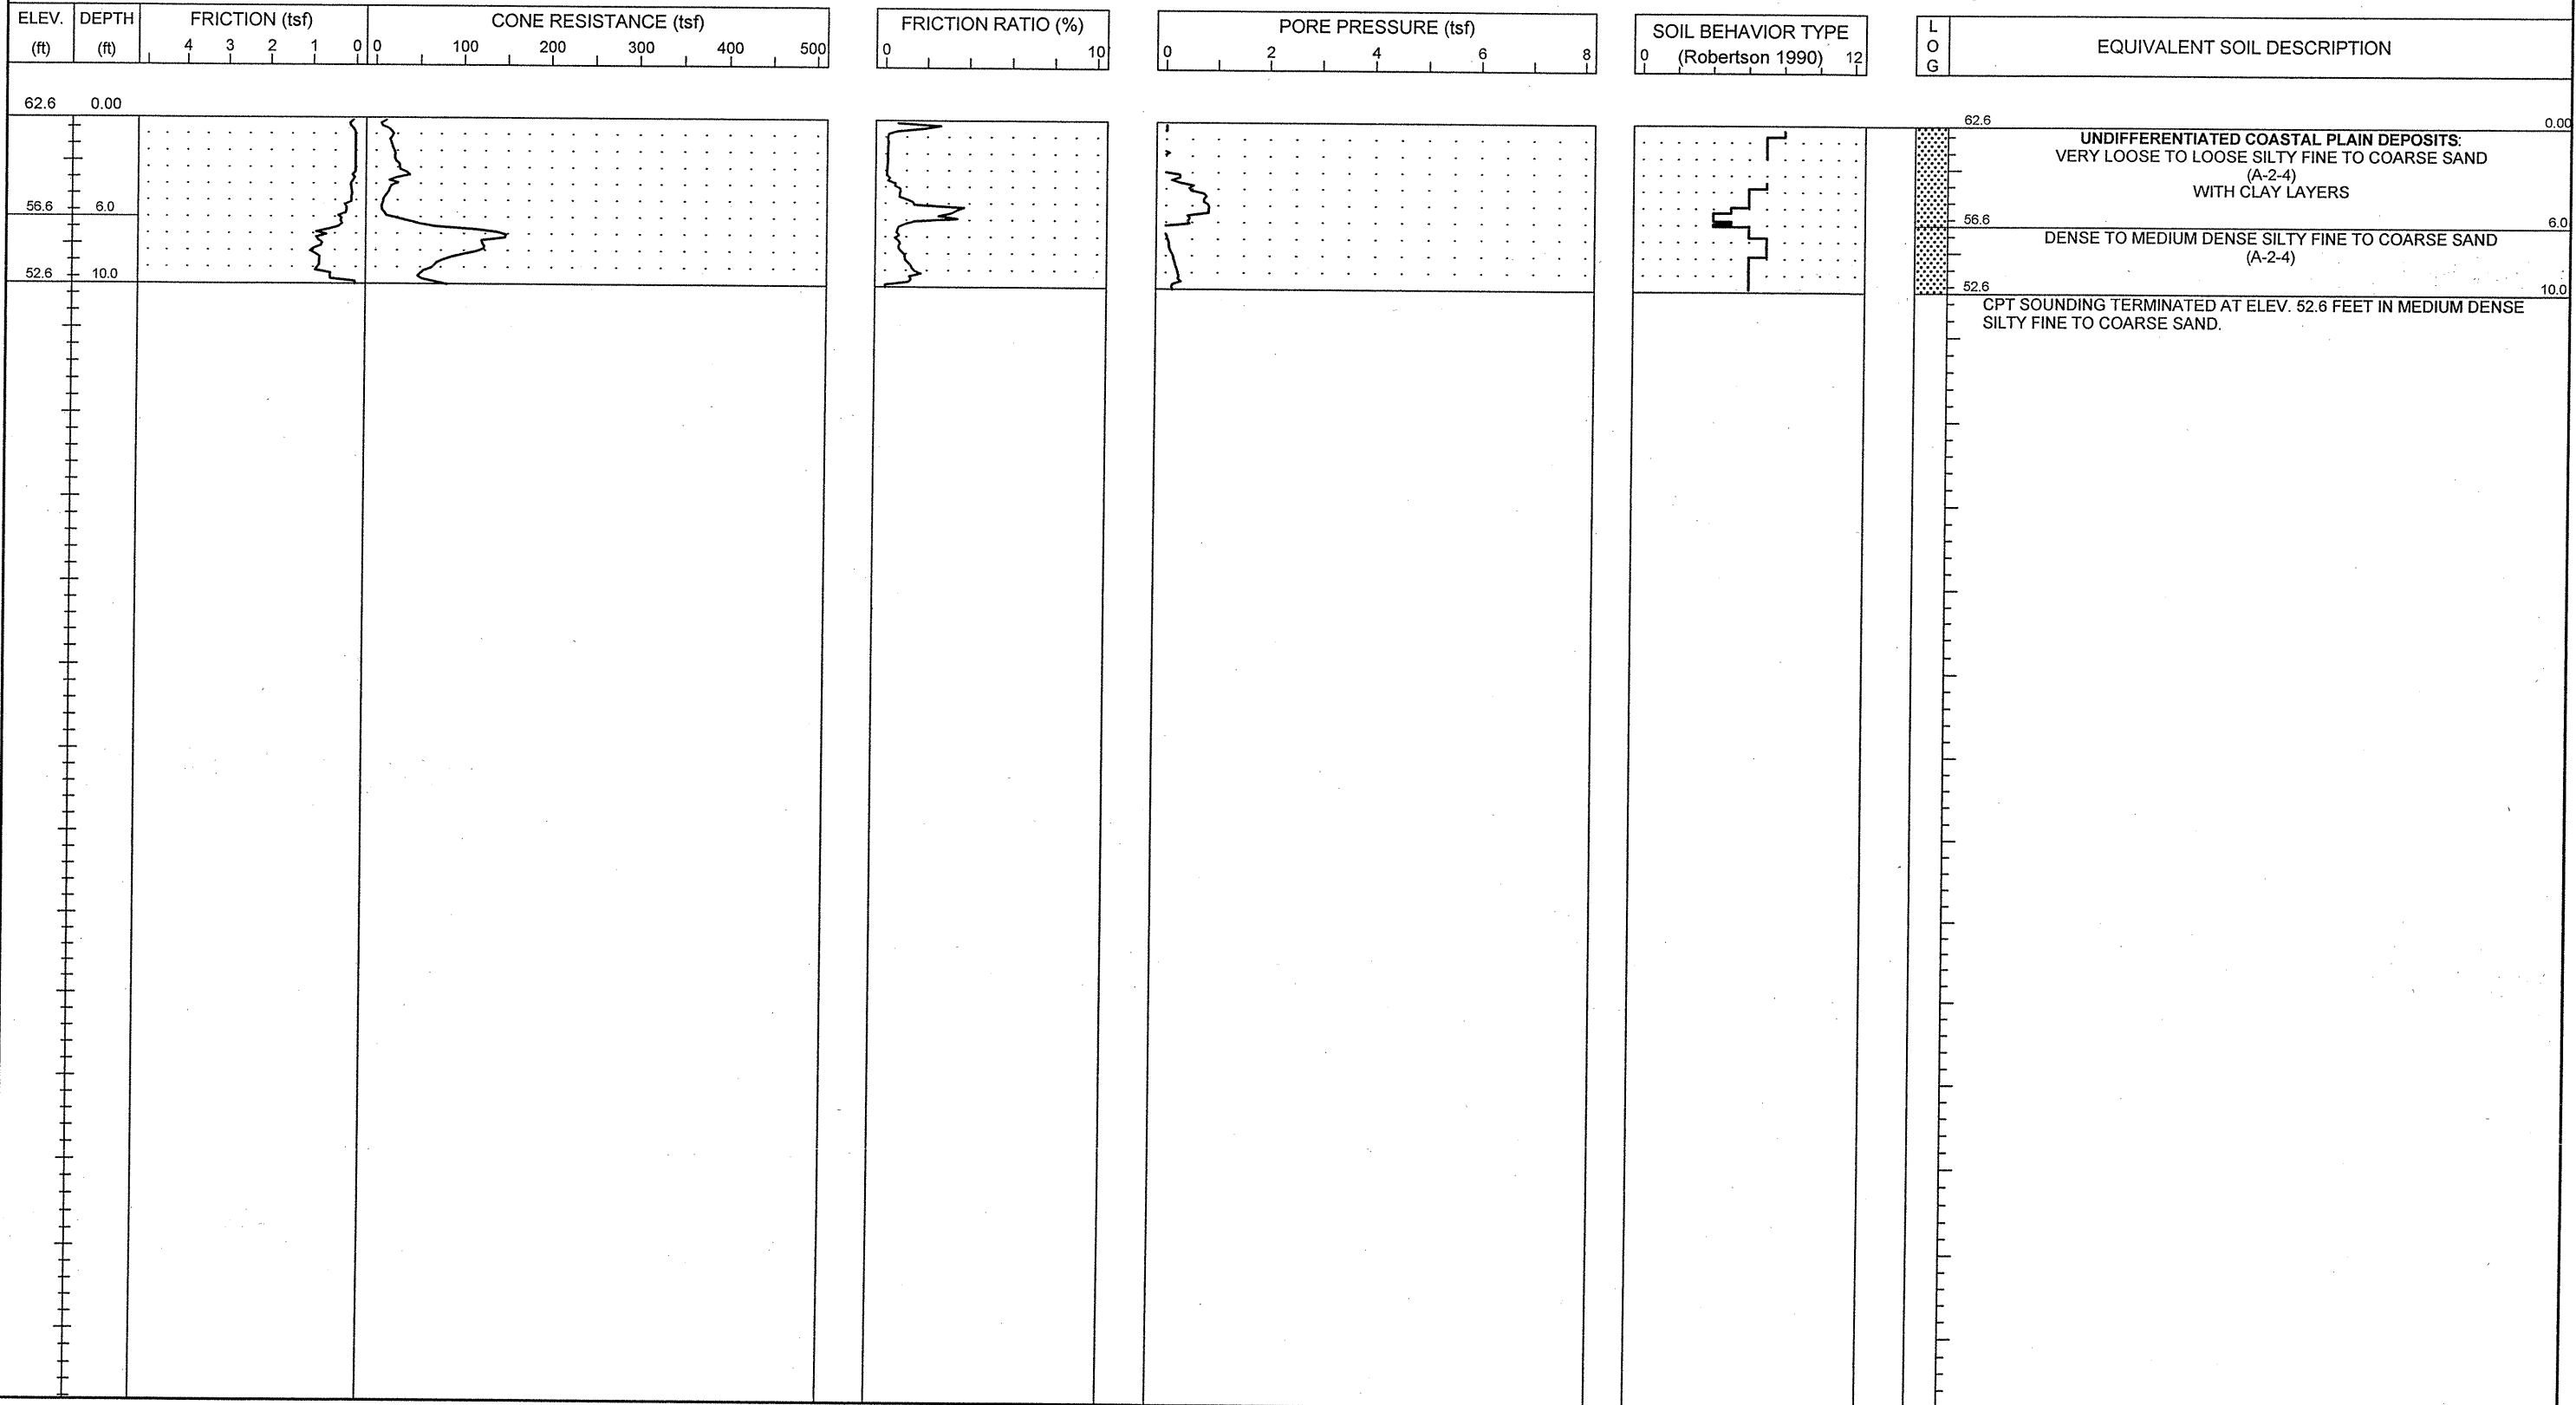 ELEV.
(ft)
DEPTH
(ft)
FRICTION (tsf)
4 3 2 1 0
CONE RESISTANCE (tsf)
0 100 200 300 400 500
FRICTION RATIO (%)
0 10
PORE PRESSURE (tsf)
0 2 4 6 8
SOIL BEHAVIOR TYPE
(Robertson 1990)
0 12
L
O
G
EQUIVALENT SOIL DESCRIPTION
62.6 0.00
56.6 6.0
52.6 10.0
62.6 0.00
UNDIFFERENTIATED COASTAL PLAIN DEPOSITS:
VERY LOOSE TO LOOSE SILTY FINE TO COARSE SAND
(A-2-4)
WITH CLAY LAYERS
56.6 6.0
DENSE TO MEDIUM DENSE SILTY FINE TO COARSE SAND
(A-2-4)
52.6 10.0
CPT SOUNDING TERMINATED AT ELEV. 52.6 FEET IN MEDIUM DENSE
SILTY FINE TO COARSE SAND.